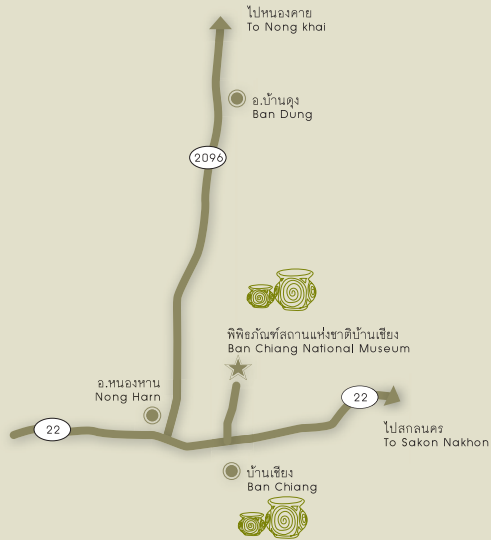 ไปหนองคาย
To Nong khai
อ.บ้านดุง
Ban Dung
2096
พิพิธภัณฑ์สถานแห่งชาติบ้านเชียง
Ban Chiang National Museum
อ.หนองหาน
Nong Harn
22
22
ไปสกลนคร
To Sakon Nakhon
บ้านเชียง
Ban Chiang